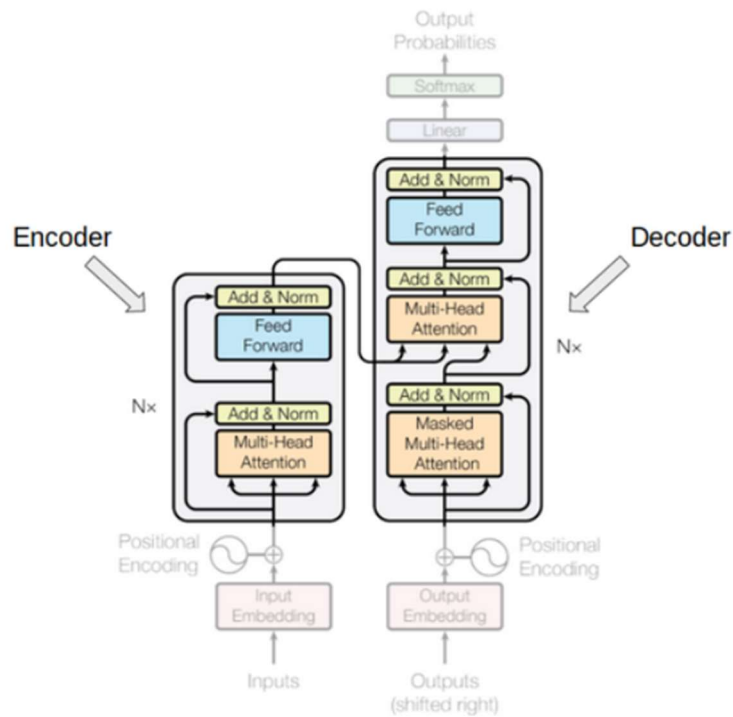 Output
Probabilities
Softmax
Linear
Add & Norm
Feed
Forward
Add & Norm
Multi-Head
Attention
Add & Norm
Masked
Multi-Head
Attention
Nx
Decoder
Encoder
Add & Norm
Feed
Forward
Add & Norm
Multi-Head
Attention
Nx
Positional
Encoding
Input
Embedding
Inputs
Positional
Encoding
Output
Embedding
Outputs
(shifted right)